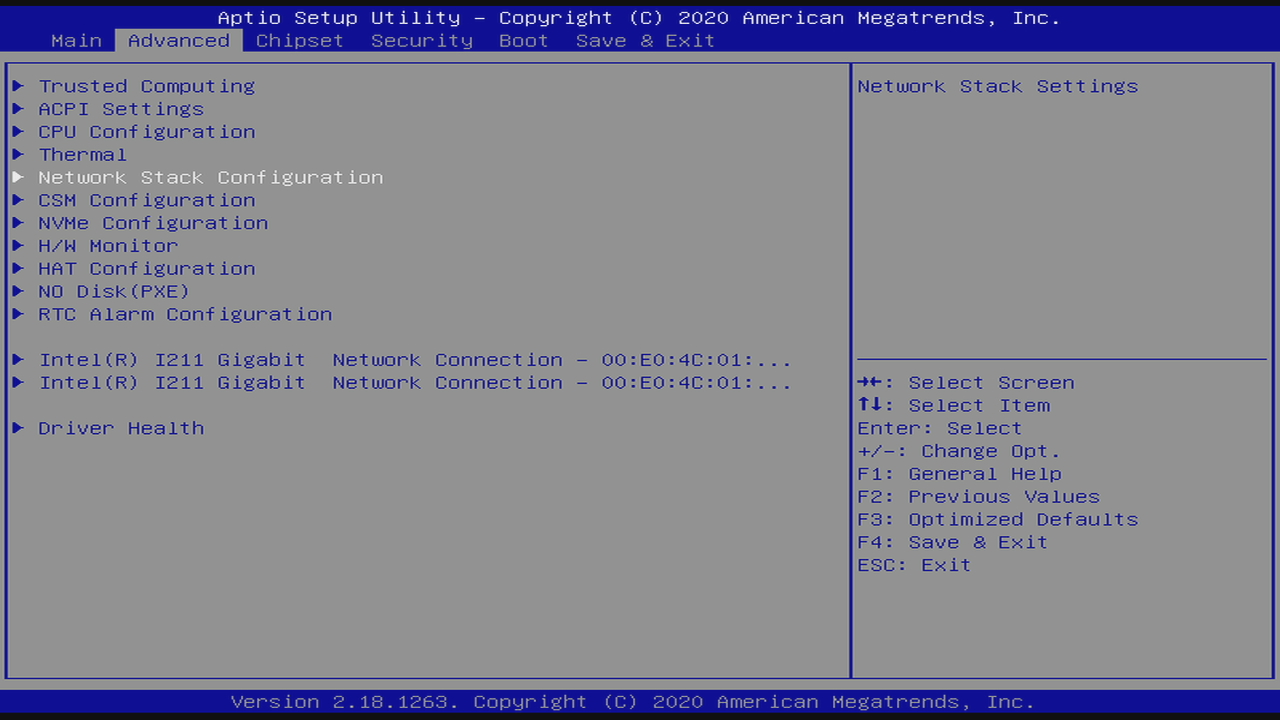 Aptio Setup Utility – Copyright (C) 2020 American Megatrends, Inc.
Main Advanced Chipset Security Boot Save & Exit
Trusted Computing
ACPI Settings
CPU Configuration
Thermal
Network Stack Configuration
CSM Configuration
NVMe Configuration
H/W Monitor
HAT Configuration
NO Disk(PXE)
RTC Alarm Configuration
Intel(R) I211 Gigabit  Network Connection – 00:E0:4C:01:...
Intel(R) I211 Gigabit  Network Connection – 00:E0:4C:01:...
Driver Health
Network Stack Settings
→←: Select Screen
↑↓: Select Item
Enter: Select
+/–: Change Opt.
F1: General Help
F2: Previous Values
F3: Optimized Defaults
F4: Save & Exit
ESC: Exit
Version 2.18.1263. Copyright (C) 2020 American Megatrends, Inc.